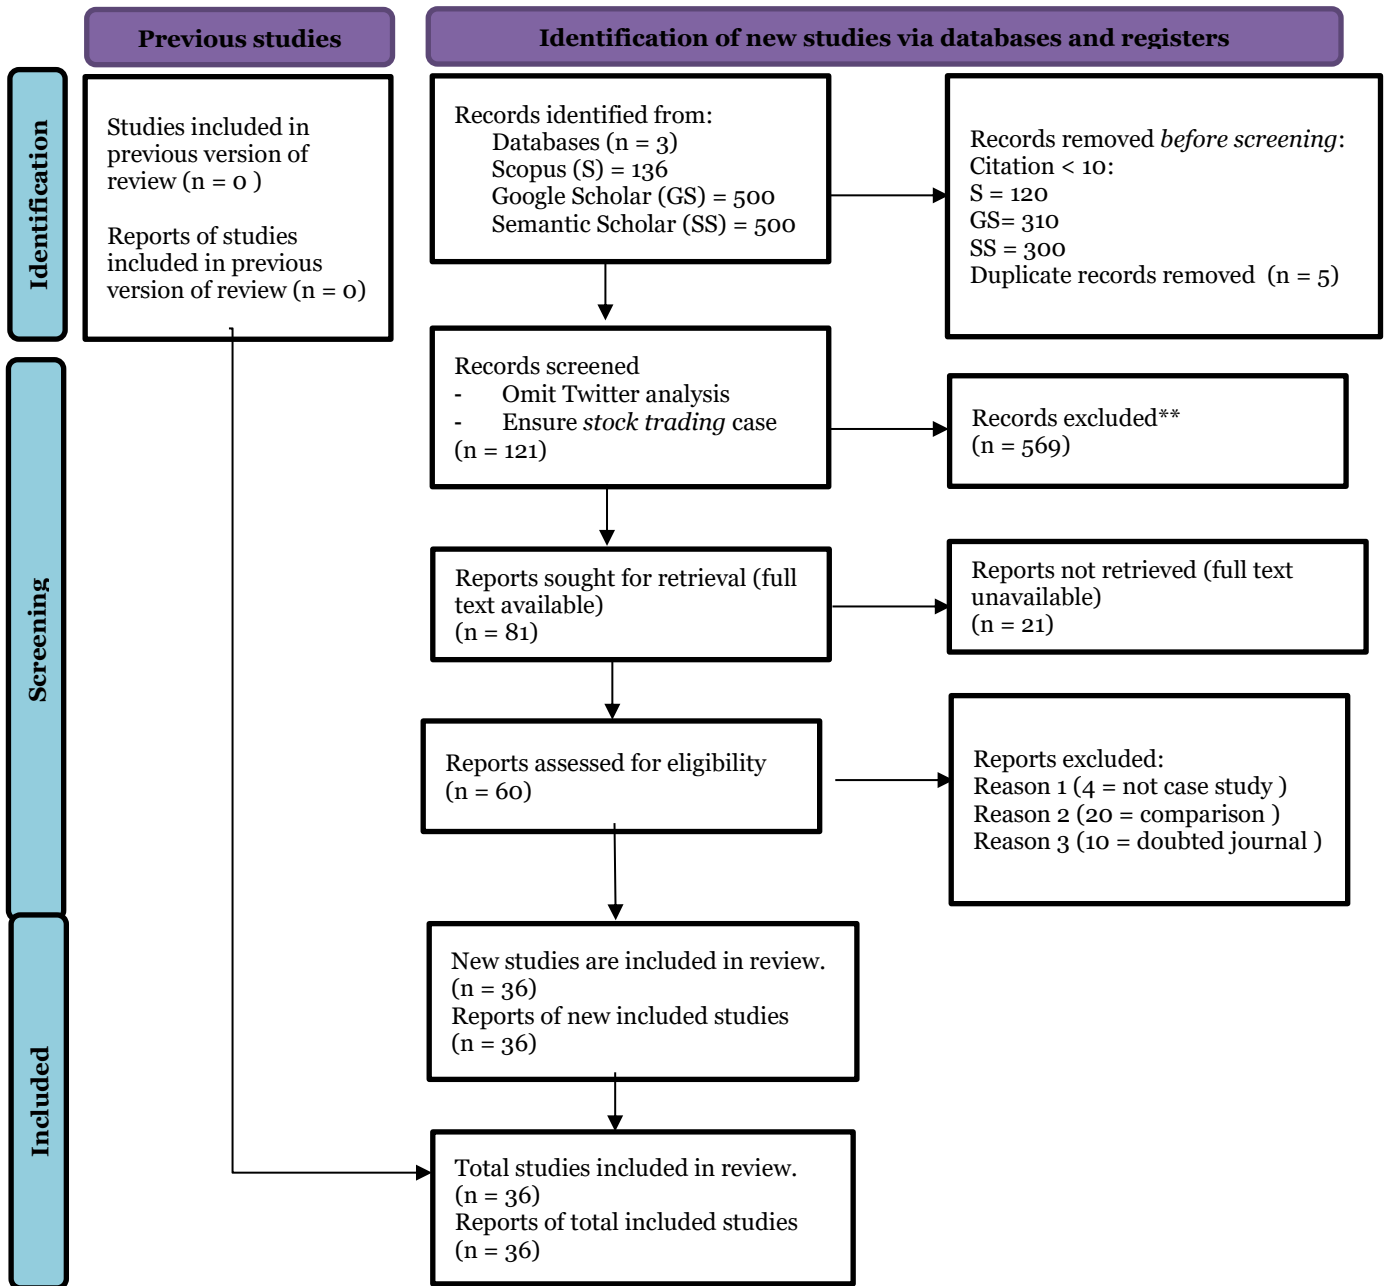 Previous studies
Identification of new studies via databases and registers
Identification
Studies included in
previous version of
review (n = 0 )
Reports of studies
included in previous
version of review (n = 0)
Records identified from:
Databases (n = 3)
Scopus (S) = 136
Google Scholar (GS) = 500
Semantic Scholar (SS) = 500
Records removed before screening:
Citation < 10:
S = 120
GS= 310
SS = 300
Duplicate records removed  (n = 5)
Screening
Records screened
- Omit Twitter analysis
- Ensure stock trading case
(n = 121)
Records excluded**
(n = 569)
Reports sought for retrieval (full
text available)
(n = 81)
Reports not retrieved (full text
unavailable)
(n = 21)
Reports assessed for eligibility
(n = 60)
Reports excluded:
Reason 1 (4 = not case study )
Reason 2 (20 = comparison )
Reason 3 (10 = doubted journal )
Included
New studies are included in review.
(n = 36)
Reports of new included studies
(n = 36)
Total studies included in review.
(n = 36)
Reports of total included studies
(n = 36)